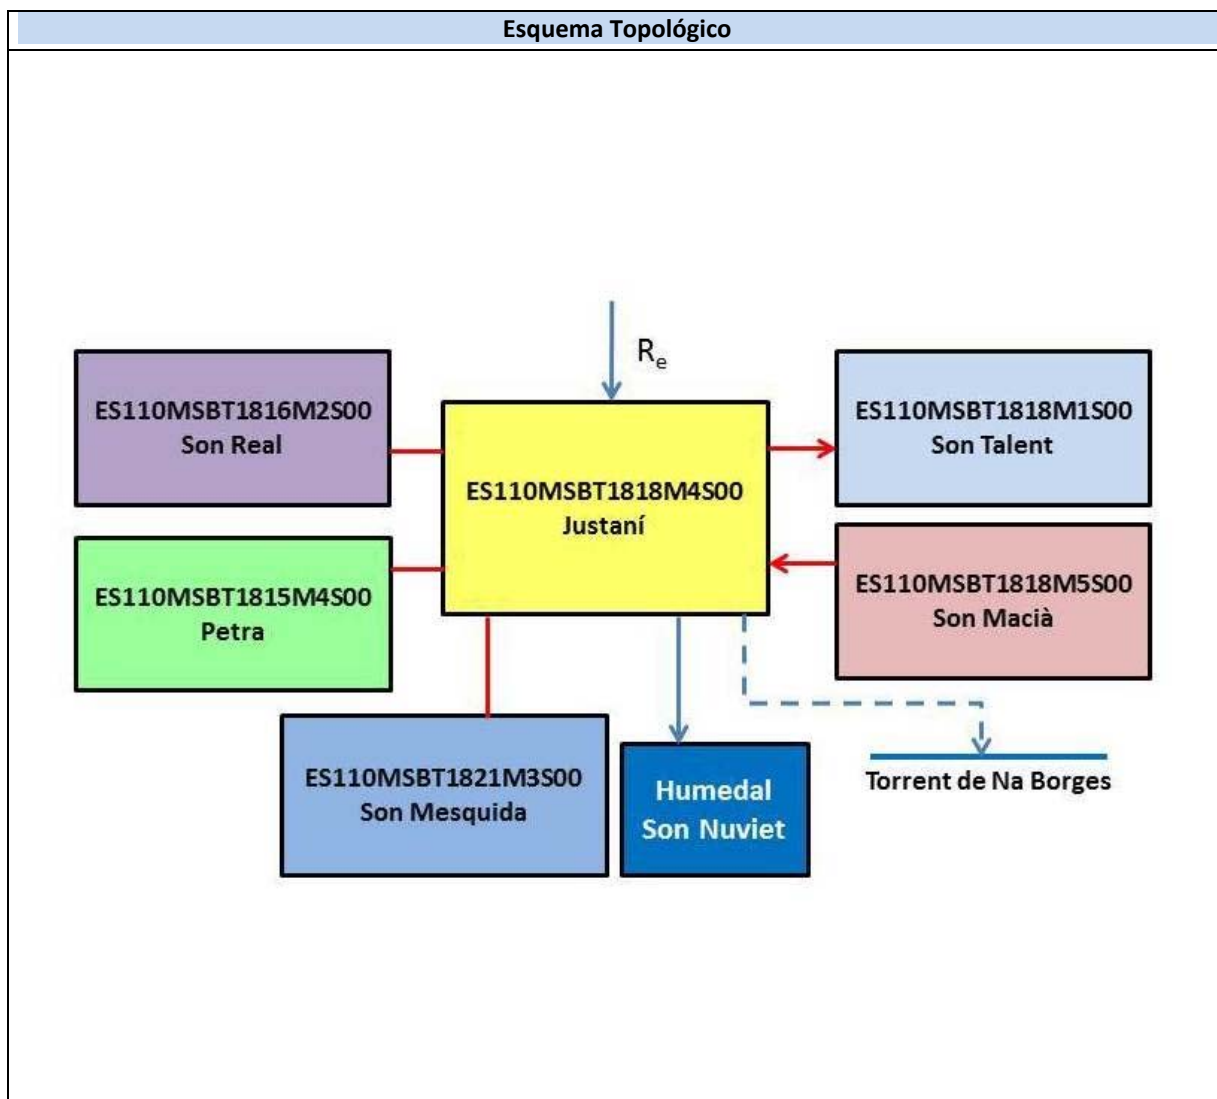 Esquema Topológico
R_e
ES110MSBT1816M2S00
Son Real
ES110MSBT1818M1S00
Son Talent
ES110MSBT1818M4S00
Justaní
ES110MSBT1815M4S00
Petra
ES110MSBT1818M5S00
Son Macià
ES110MSBT1821M3S00
Son Mesquida
Humedal
Son Nuviet
Torrent de Na Borges